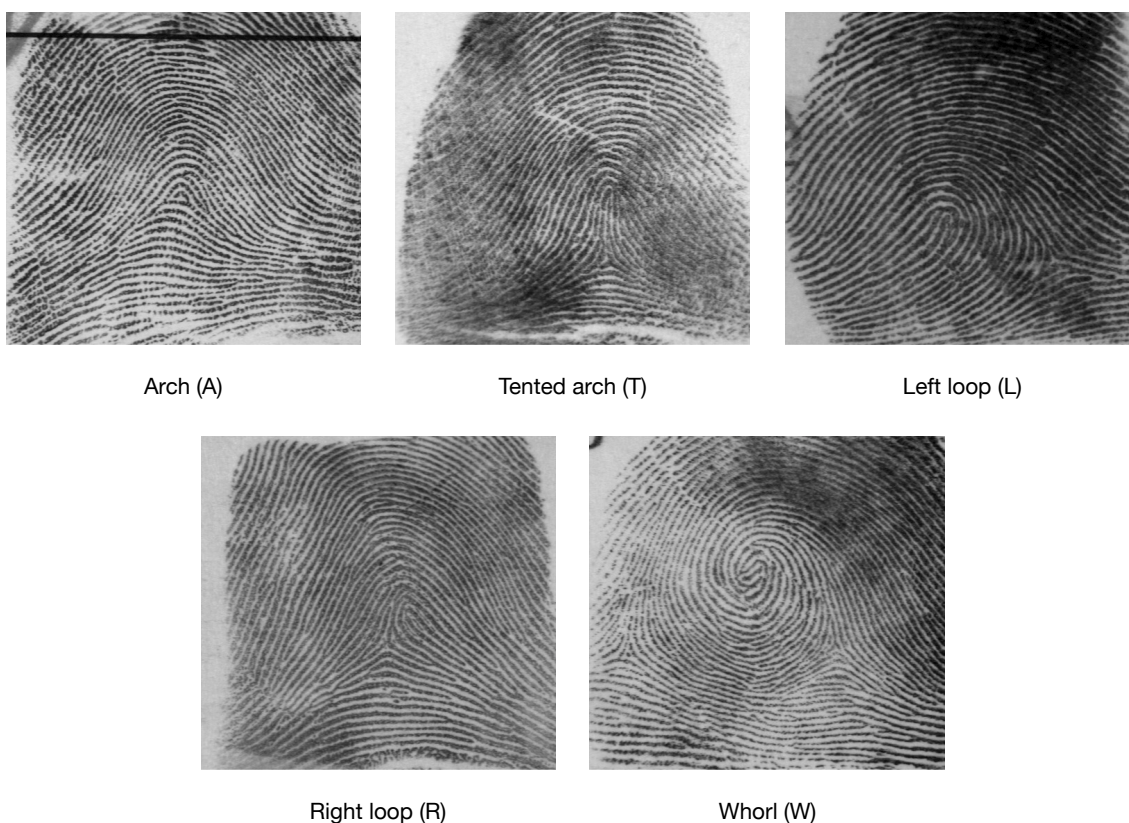 Arch (A)
Tented arch (T)
Left loop (L)
Right loop (R)
Whorl (W)